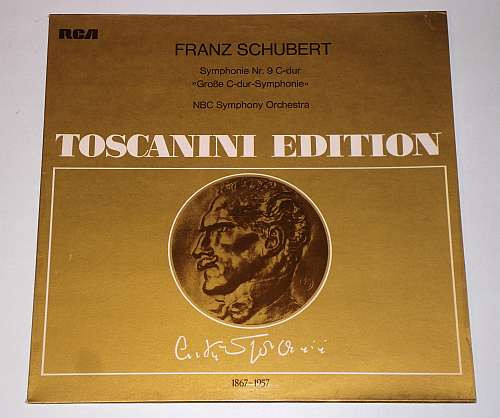 RCA
FRANZ SCHUBERT
Symphonie Nr. 9 C-dur
«Große C-dur-Symphonie»
NBC Symphony Orchestra
TOSCANINI EDITION
1867–1957